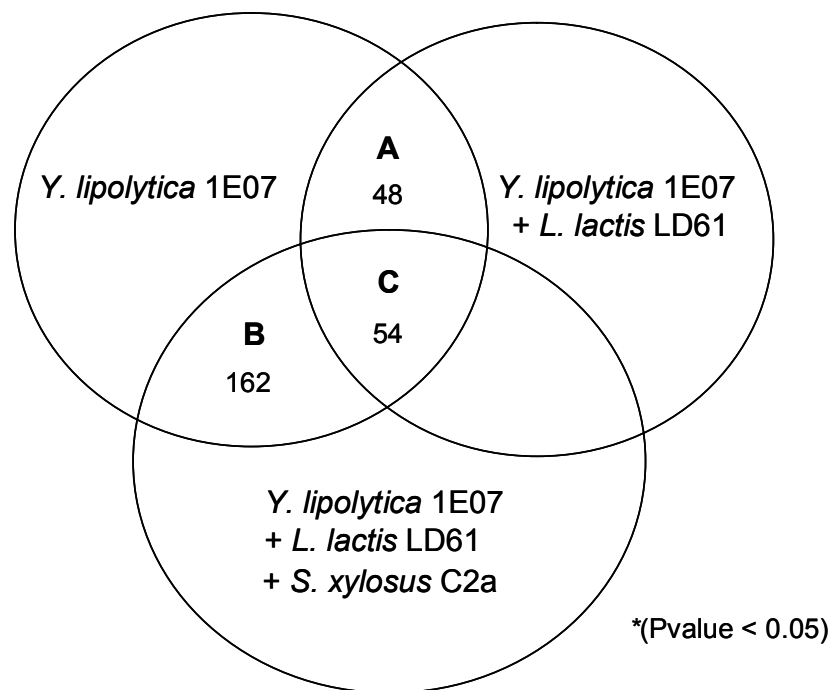 A
48
Y. lipolytica 1E07
Y. lipolytica 1E07
+ L. lactis LD61
C
54
B
162
Y. lipolytica 1E07
+ L. lactis LD61
+ S. xylosus C2a
*(Pvalue < 0.05)